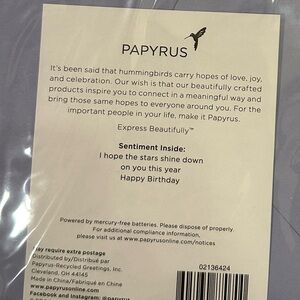 PAPYRUS
It's been said that hummingbirds carry hopes of love, joy,
and celebration. Our wish is that our beautifully crafted
products inspire you to connect in a meaningful way and
bring those same hopes to everyone around you. For the
important people in your life, make it Papyrus.
Express Beautifully™
Sentiment Inside:
I hope the stars shine down
on you this year
Happy Birthday
Powered by mercury-free batteries. Please dispose of properly.
For additional compliance information,
please visit us at www.papyrusonline.com/notices
May require extra postage
Distributed by/Distribué par
Papyrus-Recycled Greetings, Inc.
Cleveland, OH 44145
Made in China/Fabriqué en Chine
www.papyrusonline.com
Facebook and Instagram:
02136424